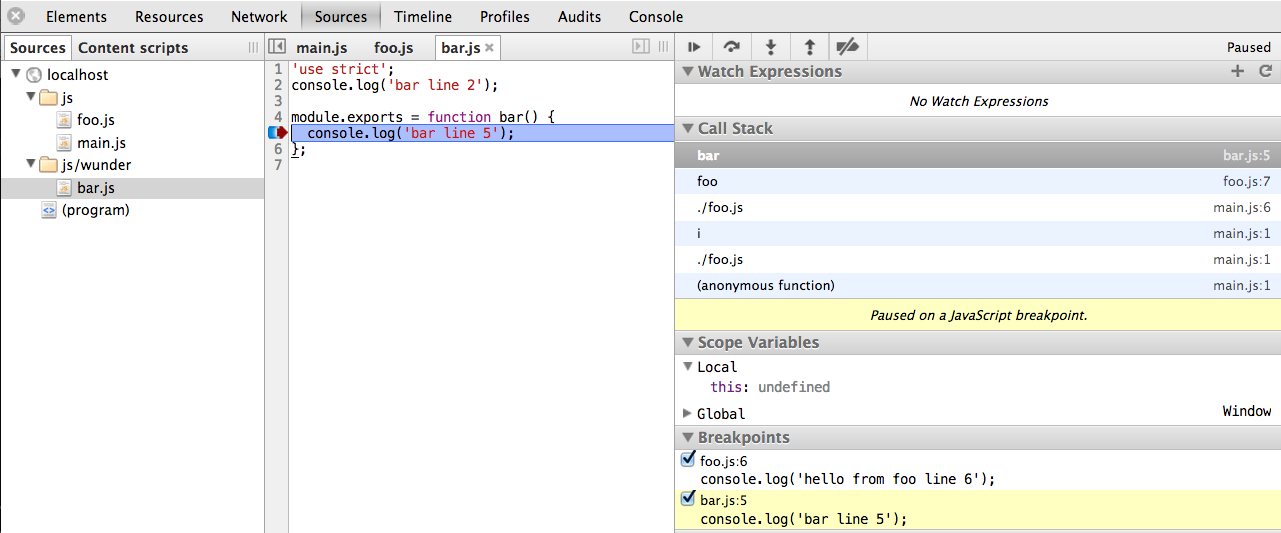 Elements Resources Network Sources Timeline Profiles Audits Console
Sources Content scripts
localhost
js
foo.js
main.js
js/wunder
bar.js
(program)
main.js foo.js bar.js
1 'use strict';
2 console.log('bar line 2');
3
4 module.exports = function bar() {
console.log('bar line 5');
6 };
7
Paused
Watch Expressions
No Watch Expressions
Call Stack
bar bar.js:5
foo foo.js:7
./foo.js main.js:6
i main.js:1
./foo.js main.js:1
(anonymous function) main.js:1
Paused on a JavaScript breakpoint.
Scope Variables
Local
this: undefined
Global Window
Breakpoints
foo.js:6
console.log('hello from foo line 6');
bar.js:5
console.log('bar line 5');